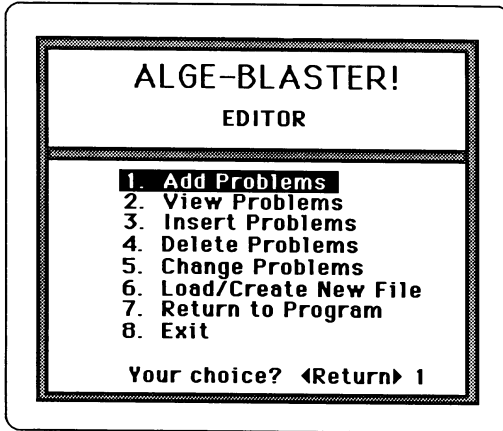 ALGE-BLASTER!
EDITOR
1. Add Problems
2. View Problems
3. Insert Problems
4. Delete Problems
5. Change Problems
6. Load/Create New File
7. Return to Program
8. Exit
Your choice? ◀Return▶ 1